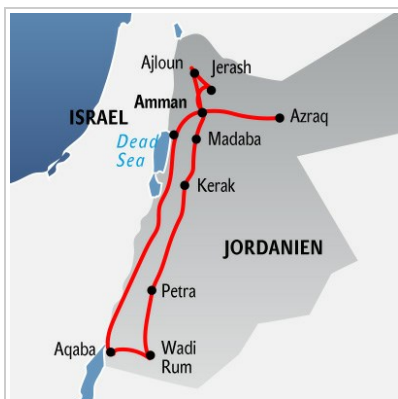 Ajloun
Jerash
ISRAEL
Amman
Azraq
Dead
Sea
Madaba
Kerak
JORDANIEN
Petra
Aqaba
Wadi
Rum